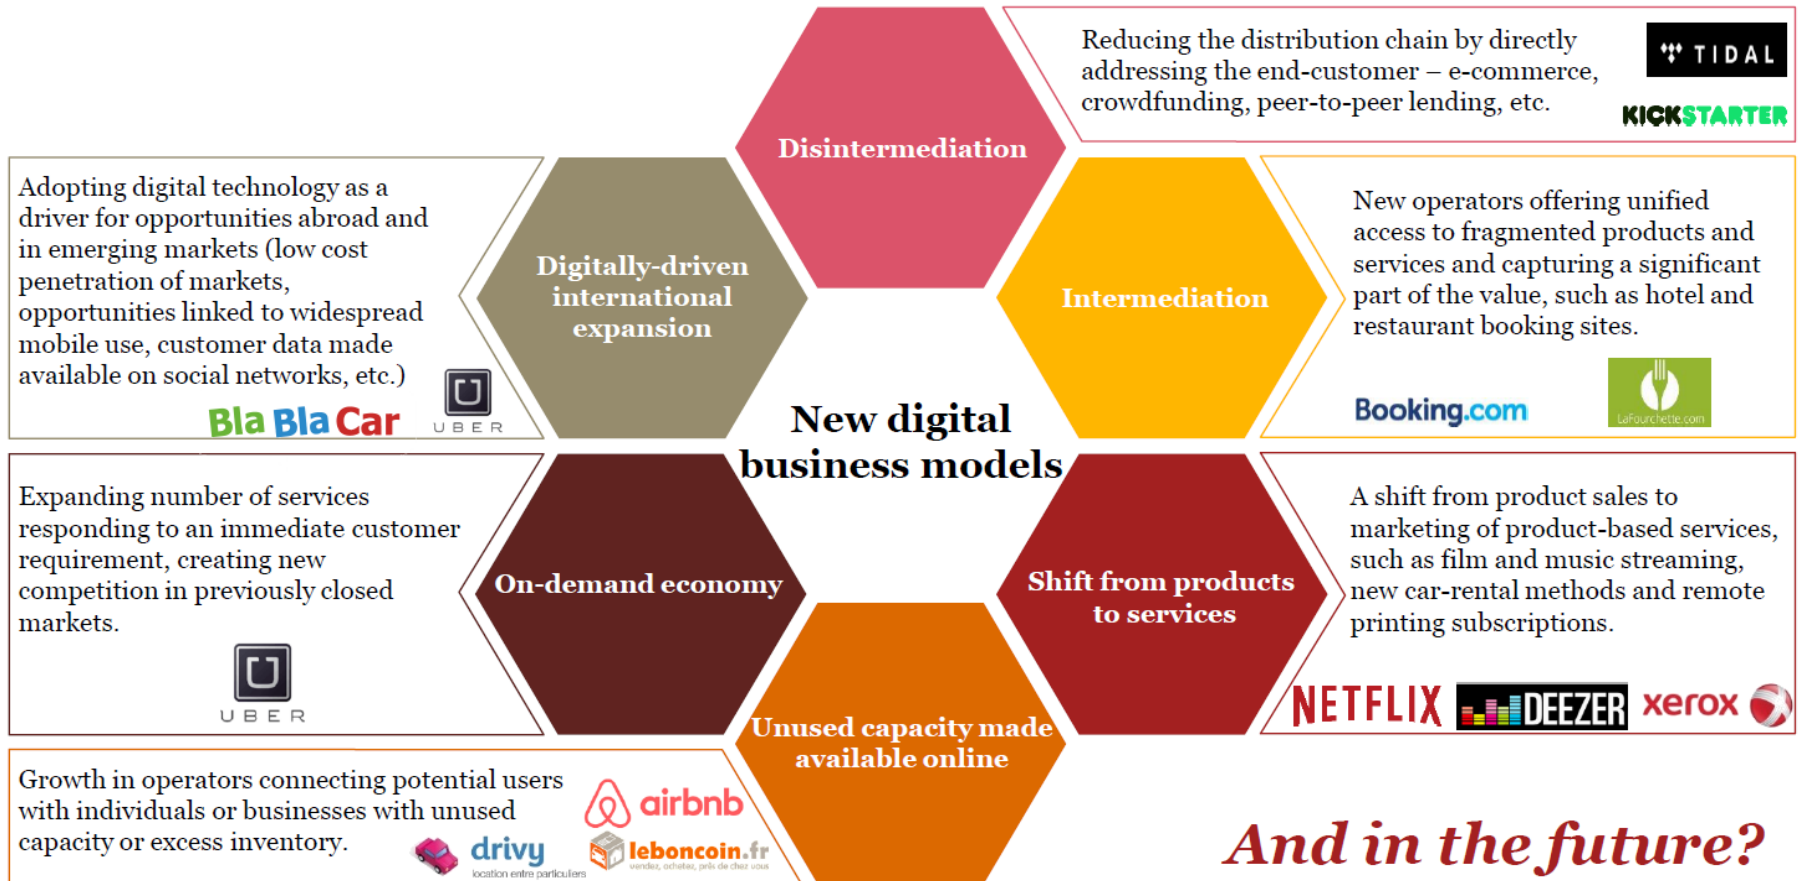 Disintermediation
Reducing the distribution chain by directly
addressing the end-customer – e-commerce,
crowdfunding, peer-to-peer lending, etc.
TIDAL
KICKSTARTER
Intermediation
New operators offering unified
access to fragmented products and
services and capturing a significant
part of the value, such as hotel and
restaurant booking sites.
Booking.com
LaFourchette.com
Shift from products
to services
A shift from product sales to
marketing of product-based services,
such as film and music streaming,
new car-rental methods and remote
printing subscriptions.
NETFLIX
DEEZER
xerox
Unused capacity made
available online
Growth in operators connecting potential users
with individuals or businesses with unused
capacity or excess inventory.
airbnb
drivy
location entre particuliers
leboncoin.fr
vendez, achetez, près de chez vous
On-demand economy
Expanding number of services
responding to an immediate customer
requirement, creating new
competition in previously closed
markets.
U
UBER
Digitally-driven
international
expansion
Adopting digital technology as a
driver for opportunities abroad and
in emerging markets (low cost
penetration of markets,
opportunities linked to widespread
mobile use, customer data made
available on social networks, etc.)
Bla Bla Car
U
UBER
New digital
business models
And in the future?